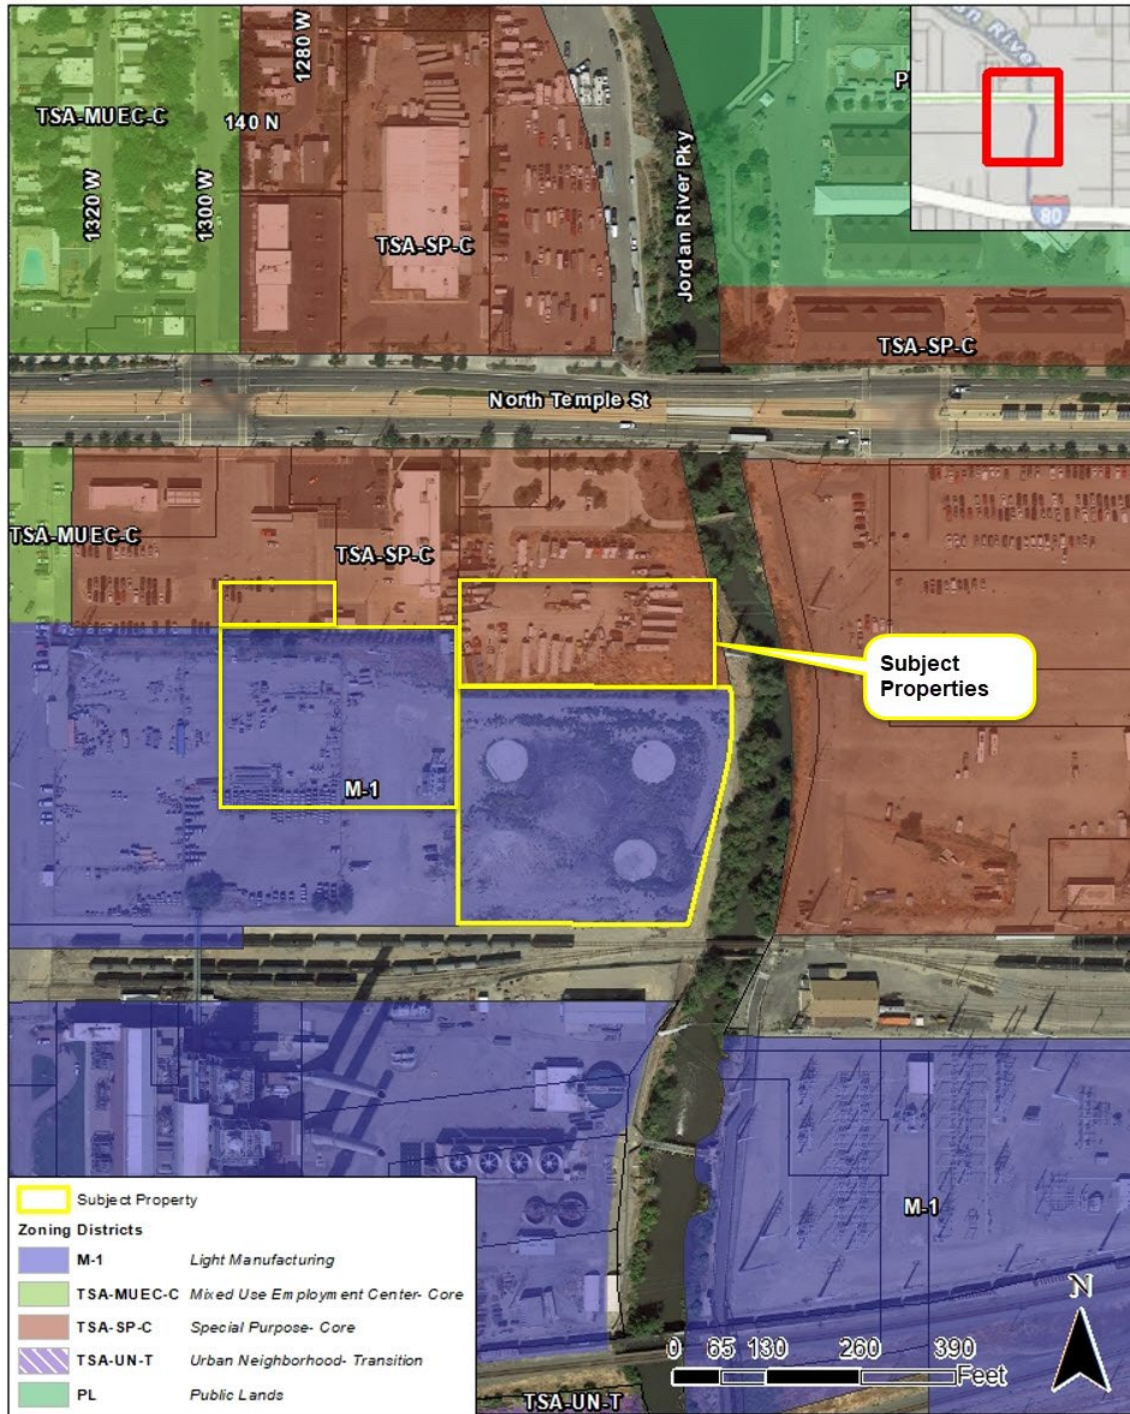 1280 W
TSA-MUEC-C
140 N
P
an River
80
1320 W
1300 W
TSA-SP-C
Jordan River Pky
TSA-SP-C
North Temple St
TSA-MUEC-C
TSA-SP-C
Subject
Properties
M-1
M-1
Subject Property
Zoning Districts
M-1 Light Manufacturing
TSA-MUEC-C Mixed Use Employment Center- Core
TSA-SP-C Special Purpose- Core
TSA-UN-T Urban Neighborhood- Transition
PL Public Lands
N
0 65 130 260 390
Feet
TSA-UN-T